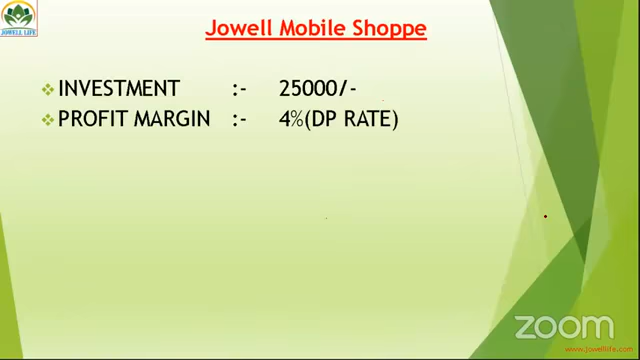 JOWELL LIFE
Jowell Mobile Shoppe
INVESTMENT :- 25000/-
PROFIT MARGIN :- 4%(DP RATE)
zoom
www.jowelllife.com